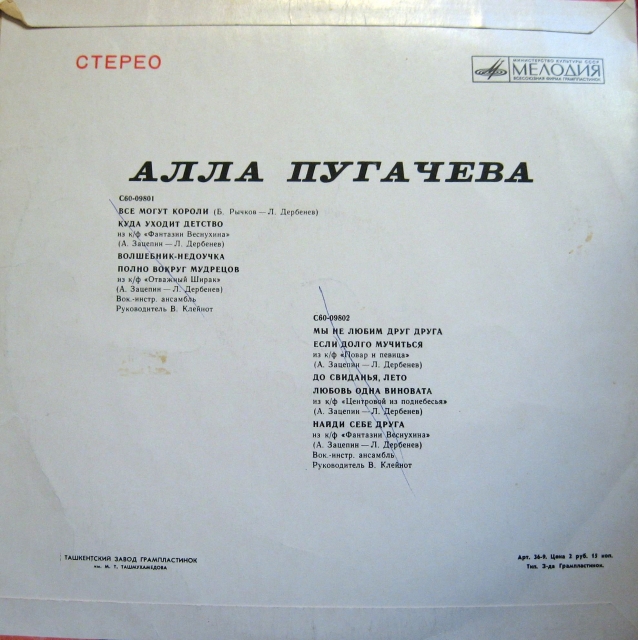 СТЕРЕО
МИНИСТЕРСТВО КУЛЬТУРЫ СССР
МЕЛОДИЯ
ВСЕСОЮЗНАЯ ФИРМА ГРАМПЛАСТИНОК
АЛЛА ПУГАЧЕВА
С60-09801
ВСЕ МОГУТ КОРОЛИ (Б. Рычков — Л. Дербенев)
КУДА УХОДИТ ДЕТСТВО
из к/ф «Фантазии Веснухина»
(А. Зацепин — Л. Дербенев)
ВОЛШЕБНИК-НЕДОУЧКА
ПОЛНО ВОКРУГ МУДРЕЦОВ
из к/ф «Отважный Ширак»
(А. Зацепин — Л. Дербенев)
Вок.-инстр. ансамбль
Руководитель В. Клейнот
С60-09802
МЫ НЕ ЛЮБИМ ДРУГ ДРУГА
ЕСЛИ ДОЛГО МУЧИТЬСЯ
из к/ф «Повар и певица»
(А. Зацепин — Л. Дербенев)
ДО СВИДАНЬЯ, ЛЕТО
ЛЮБОВЬ ОДНА ВИНОВАТА
из к/ф «Центровой из поднебесья»
(А. Зацепин — Л. Дербенев)
НАЙДИ СЕБЕ ДРУГА
из к/ф «Фантазии Веснухина»
(А. Зацепин — Л. Дербенев)
Вок.-инстр. ансамбль
Руководитель В. Клейнот
ТАШКЕНТСКИЙ ЗАВОД ГРАМПЛАСТИНОК
им. М. Т. ТАШМУХАМЕДОВА
Арт. 36-9. Цена 2 руб. 15 коп.
Тип. З-да Грампластинок.